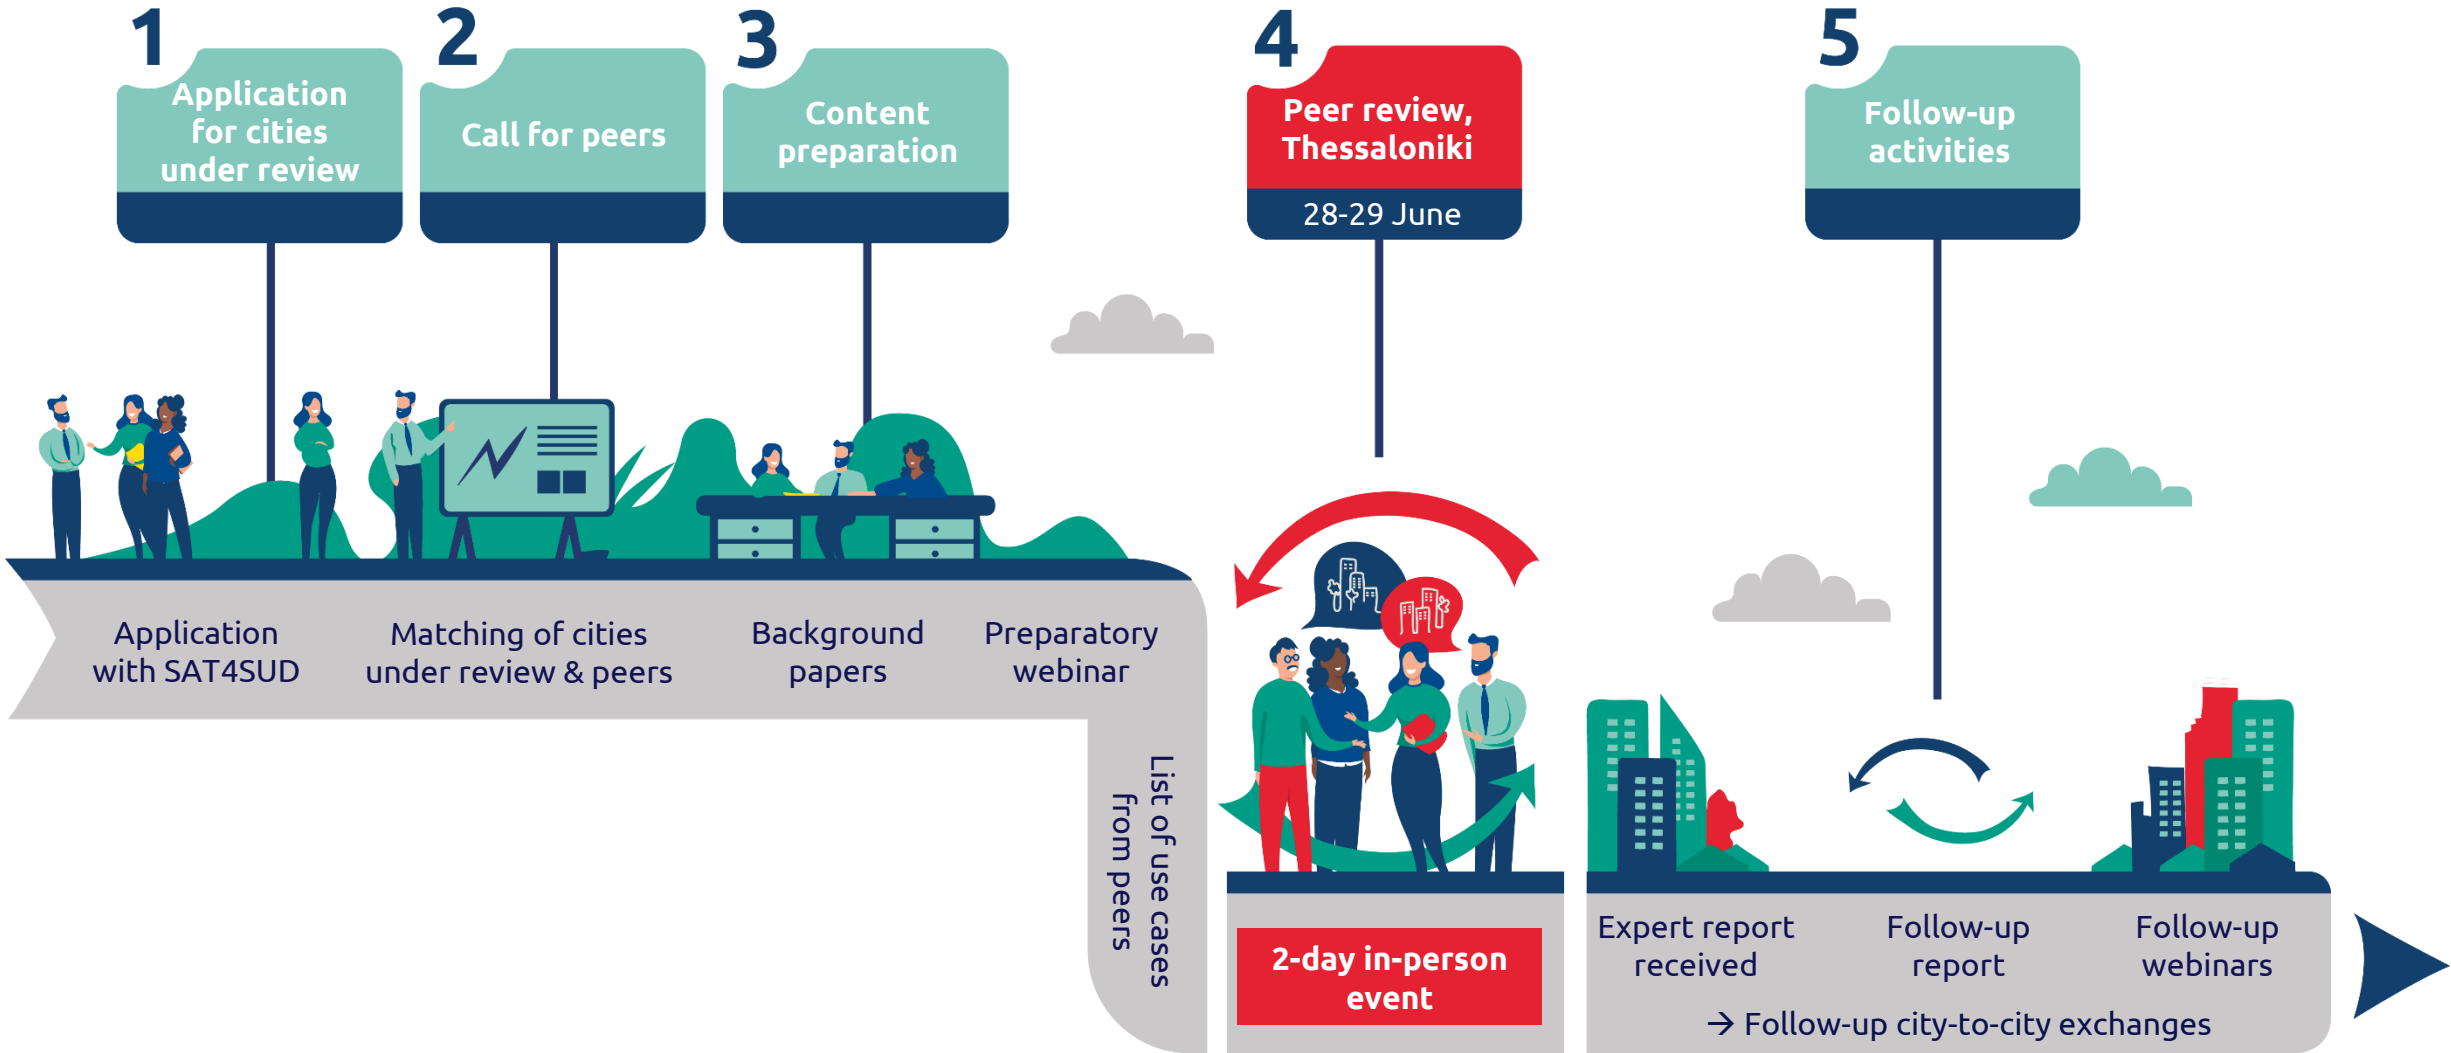 1
Application
for cities
under review
2
Call for peers
3
Content
preparation
4
Peer review,
Thessaloniki
28-29 June
5
Follow-up
activities
Application
with SAT4SUD
Matching of cities
under review & peers
Background
papers
Preparatory
webinar
List of use cases
from peers
2-day in-person
event
Expert report
received
Follow-up
report
Follow-up
webinars
→ Follow-up city-to-city exchanges